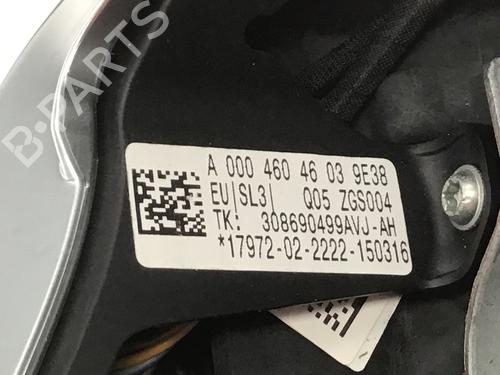 B-PARTS
A 000 460 46 03 9E38
EU|SL3| Q05 ZGS004
TK: 308690499AVJ-AH
*17972-02-2222-150316